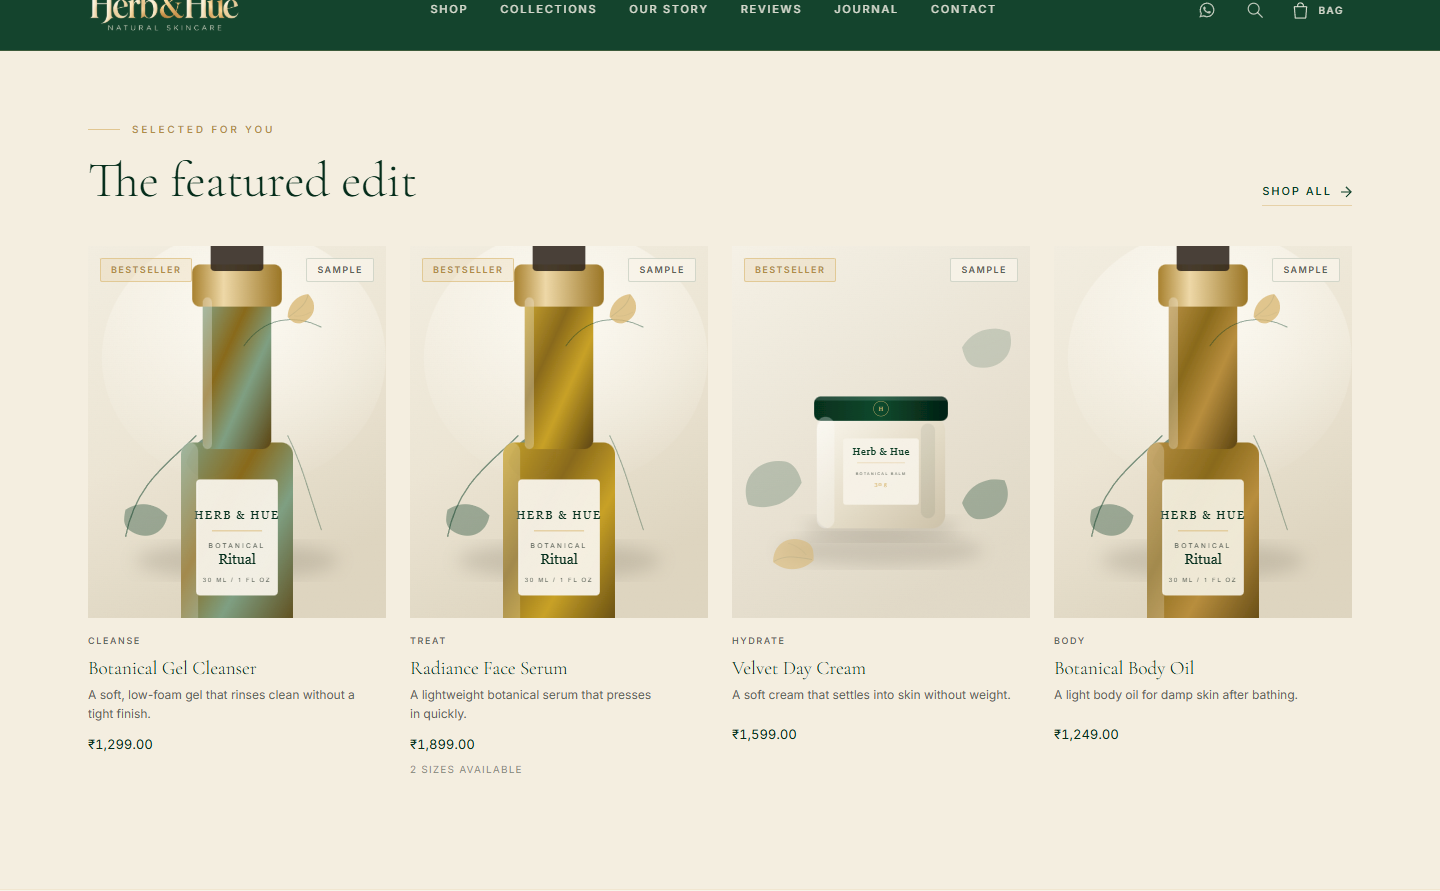 Herb&Hue
NATURAL SKINCARE
SHOP COLLECTIONS OUR STORY REVIEWS JOURNAL CONTACT
BAG
SELECTED FOR YOU
The featured edit
SHOP ALL
BESTSELLER
SAMPLE
HERB & HUE
BOTANICAL
Ritual
30 ML / 1 FL OZ
CLEANSE
Botanical Gel Cleanser
A soft, low-foam gel that rinses clean without a
tight finish.
₹1,299.00
BESTSELLER
SAMPLE
HERB & HUE
BOTANICAL
Ritual
30 ML / 1 FL OZ
TREAT
Radiance Face Serum
A lightweight botanical serum that presses
in quickly.
₹1,899.00
2 SIZES AVAILABLE
BESTSELLER
SAMPLE
H
Herb & Hue
BOTANICAL BALM
HYDRATE
Velvet Day Cream
A soft cream that settles into skin without weight.
₹1,599.00
SAMPLE
HERB & HUE
BOTANICAL
Ritual
30 ML / 1 FL OZ
BODY
Botanical Body Oil
A light body oil for damp skin after bathing.
₹1,249.00